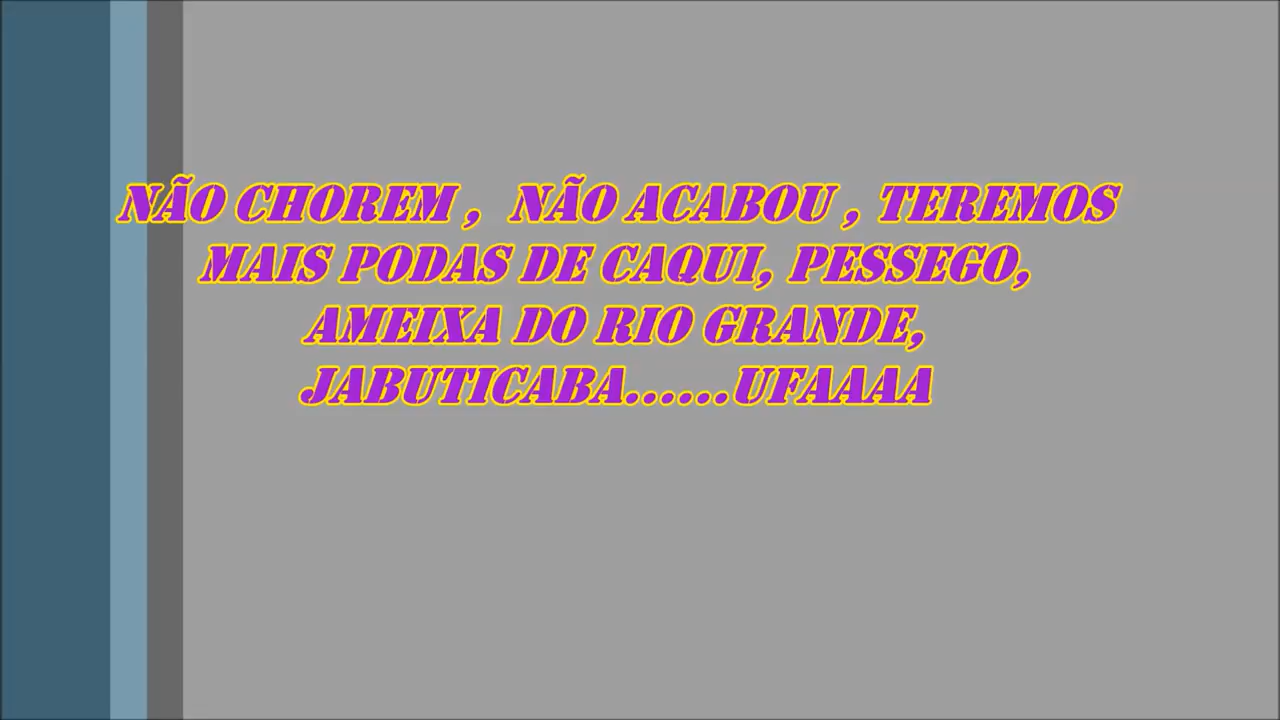 NÃO CHOREM , NÃO ACABOU , TEREMOS
MAIS PODAS DE CAQUI, PESSEGO,
AMEIXA DO RIO GRANDE,
JABUTICABA......UFAAAA